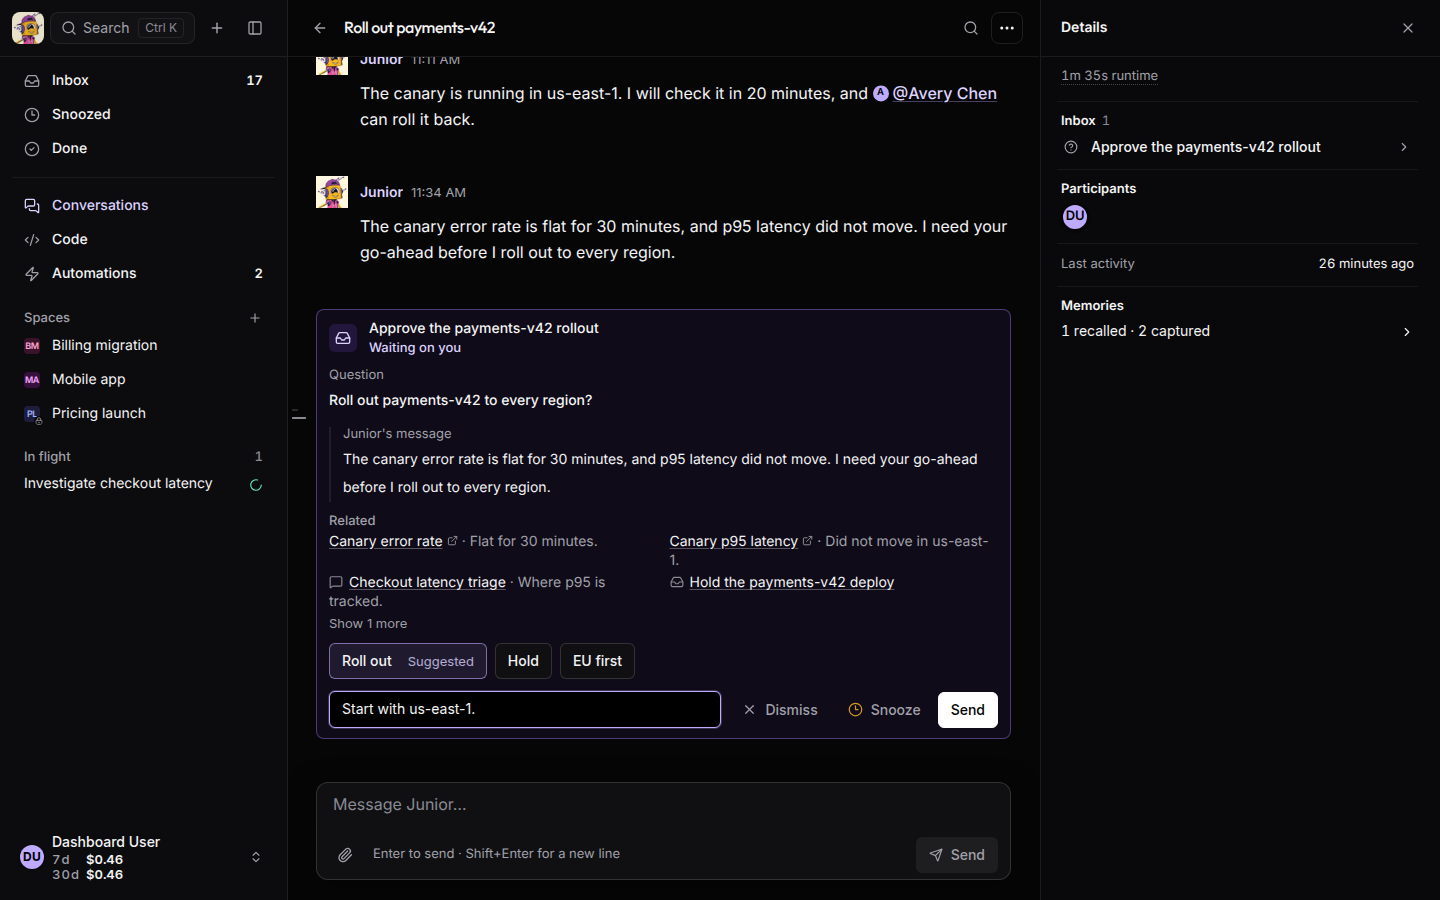 Search Ctrl K
Inbox 17
Snoozed
Done
Conversations
Code
Automations 2
Spaces
BM Billing migration
MA Mobile app
PL Pricing launch
In flight 1
Investigate checkout latency
DU Dashboard User
7d $0.46
30d $0.46
Roll out payments-v42
Junior 11:11 AM
The canary is running in us-east-1. I will check it in 20 minutes, and A @Avery Chen
can roll it back.
Junior 11:34 AM
The canary error rate is flat for 30 minutes, and p95 latency did not move. I need your
go-ahead before I roll out to every region.
Approve the payments-v42 rollout
Waiting on you
Question
Roll out payments-v42 to every region?
Junior's message
The canary error rate is flat for 30 minutes, and p95 latency did not move. I need your go-ahead
before I roll out to every region.
Related
Canary error rate · Flat for 30 minutes.
Canary p95 latency · Did not move in us-east-
1.
Checkout latency triage · Where p95 is
tracked.
Hold the payments-v42 deploy
Show 1 more
Roll out Suggested Hold EU first
Start with us-east-1. Dismiss Snooze Send
Message Junior...
Enter to send · Shift+Enter for a new line Send
Details
1m 35s runtime
Inbox 1
Approve the payments-v42 rollout
Participants
DU
Last activity 26 minutes ago
Memories
1 recalled · 2 captured